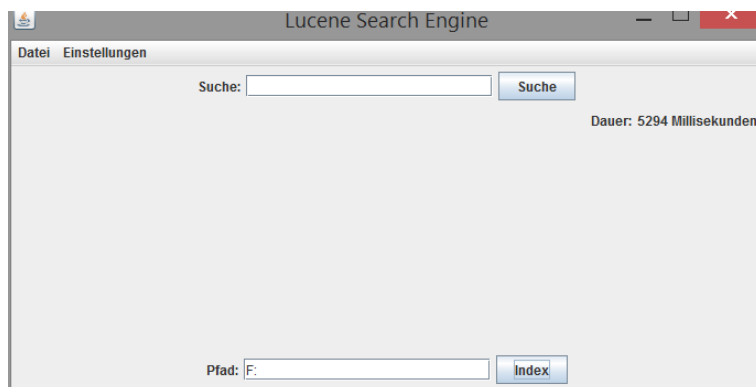 Lucene Search Engine
Datei Einstellungen
Suche: Suche
Dauer: 5294 Millisekunden
Pfad: F: Index